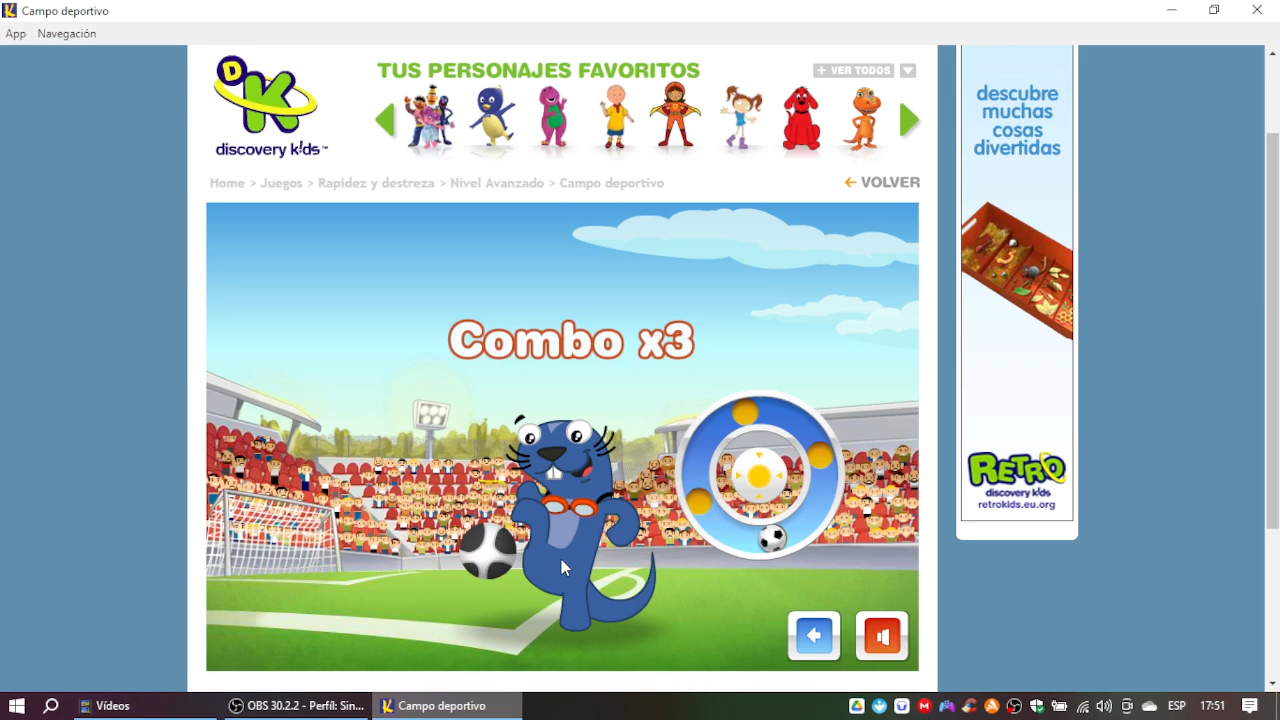 Campo deportivo
App Navegación
D K
discovery k!ds™
TUS PERSONAJES FAVORITOS
+ VER TODOS
Home > Juegos > Rapidez y destreza > Nivel Avanzado > Campo deportivo
VOLVER
Combo x3
descubre
muchas
cosas
divertidas
RETRO
discovery k!ds
retrokids.eu.org
Vídeos
OBS 30.2.2 - Perfil: Sin...
Campo deportivo
ESP
17:51